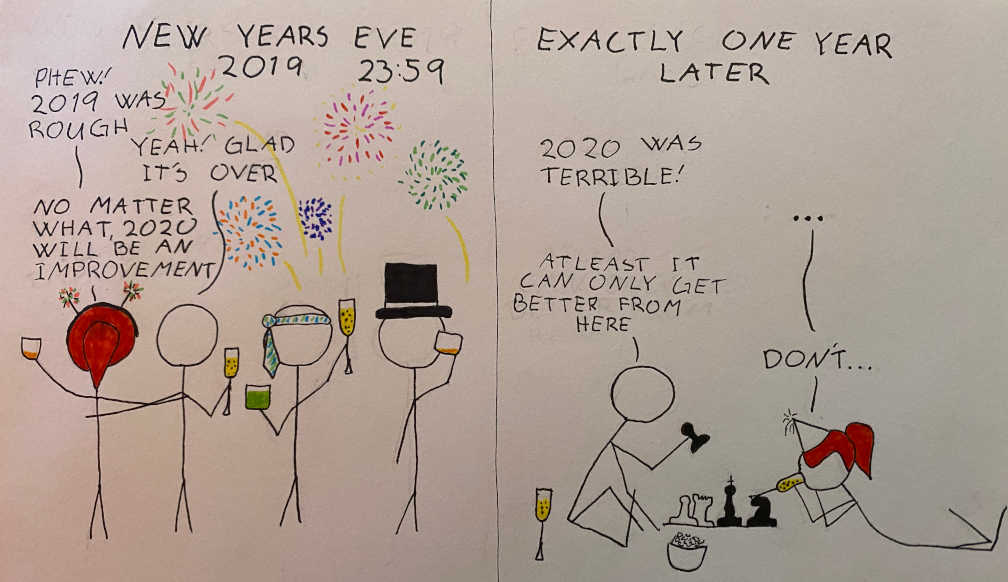 NEW YEARS EVE
2019 23:59
PHEW!
2019 WAS
ROUGH
YEAH! GLAD
IT'S OVER
NO MATTER
WHAT, 2020
WILL BE AN
IMPROVEMENT
EXACTLY ONE YEAR
LATER
2020 WAS
TERRIBLE!
...
ATLEAST IT
CAN ONLY GET
BETTER FROM
HERE
DON'T...